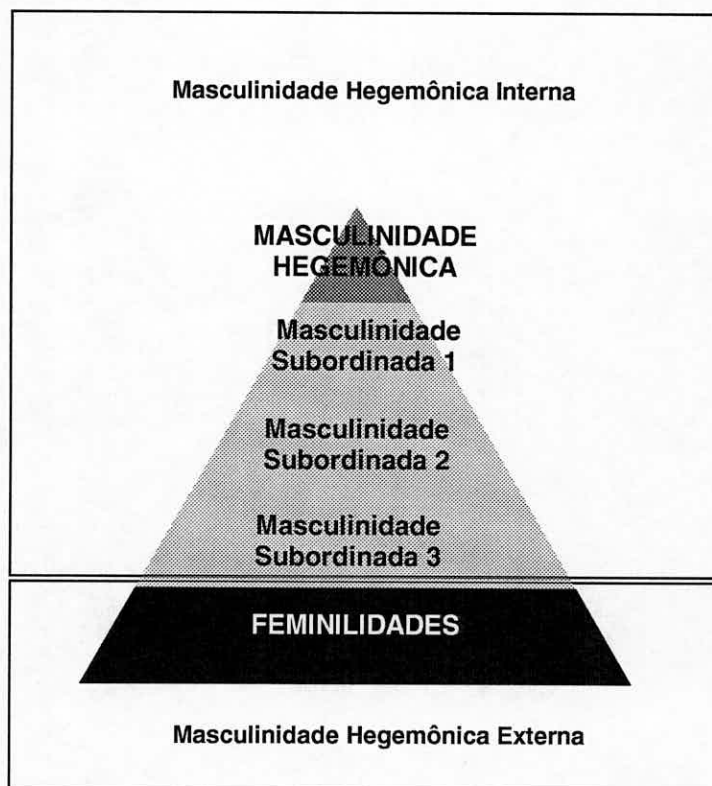 Masculinidade Hegemônica Interna
MASCULINIDADE
HEGEMÔNICA
Masculinidade
Subordinada 1
Masculinidade
Subordinada 2
Masculinidade
Subordinada 3
FEMINILIDADES
Masculinidade Hegemônica Externa